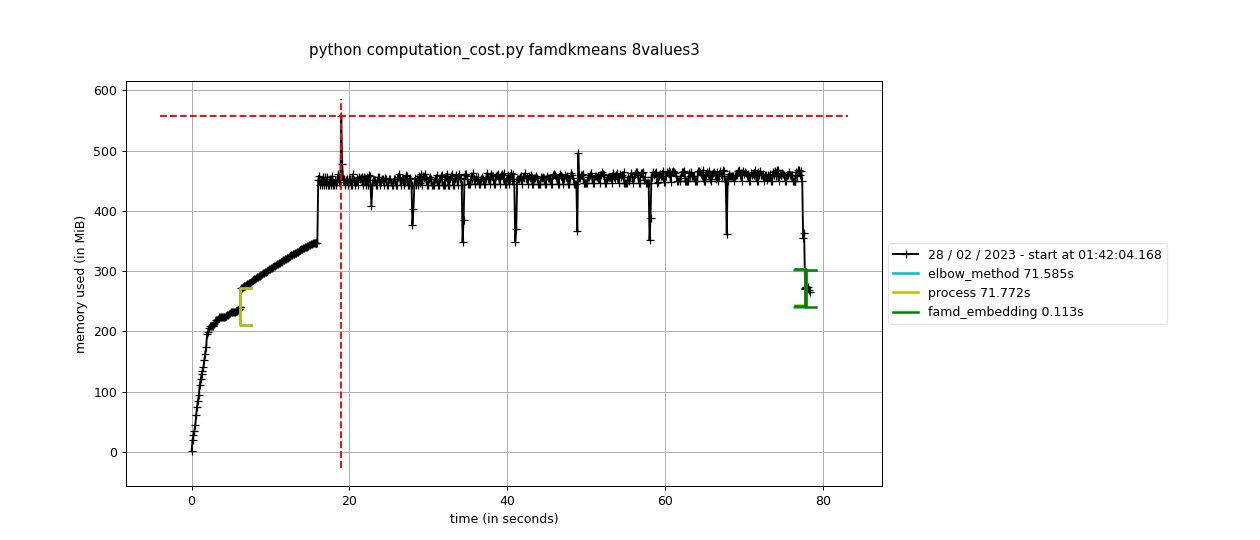 python computation_cost.py famdkmeans 8values3
600
500
400
300
200
100
0
memory used (in MiB)
0 20 40 60 80
time (in seconds)
28 / 02 / 2023 - start at 01:42:04.168
elbow_method 71.585s
process 71.772s
famd_embedding 0.113s